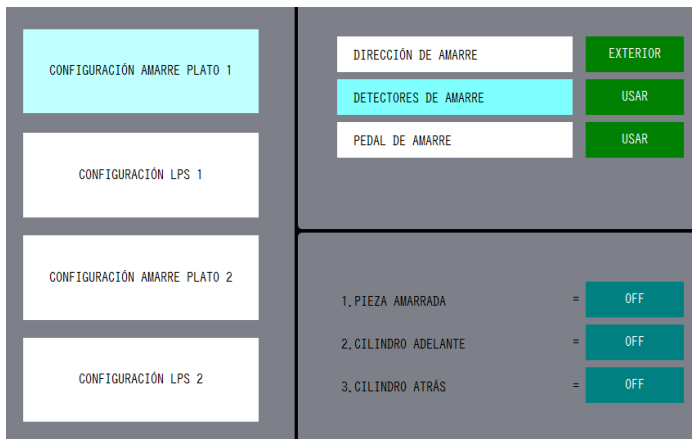 CONFIGURACIÓN AMARRE PLATO 1
CONFIGURACIÓN LPS 1
CONFIGURACIÓN AMARRE PLATO 2
CONFIGURACIÓN LPS 2
DIRECCIÓN DE AMARRE EXTERIOR
DETECTORES DE AMARRE USAR
PEDAL DE AMARRE USAR
1.PIEZA AMARRADA = OFF
2.CILINDRO ADELANTE = OFF
3.CILINDRO ATRÁS = OFF